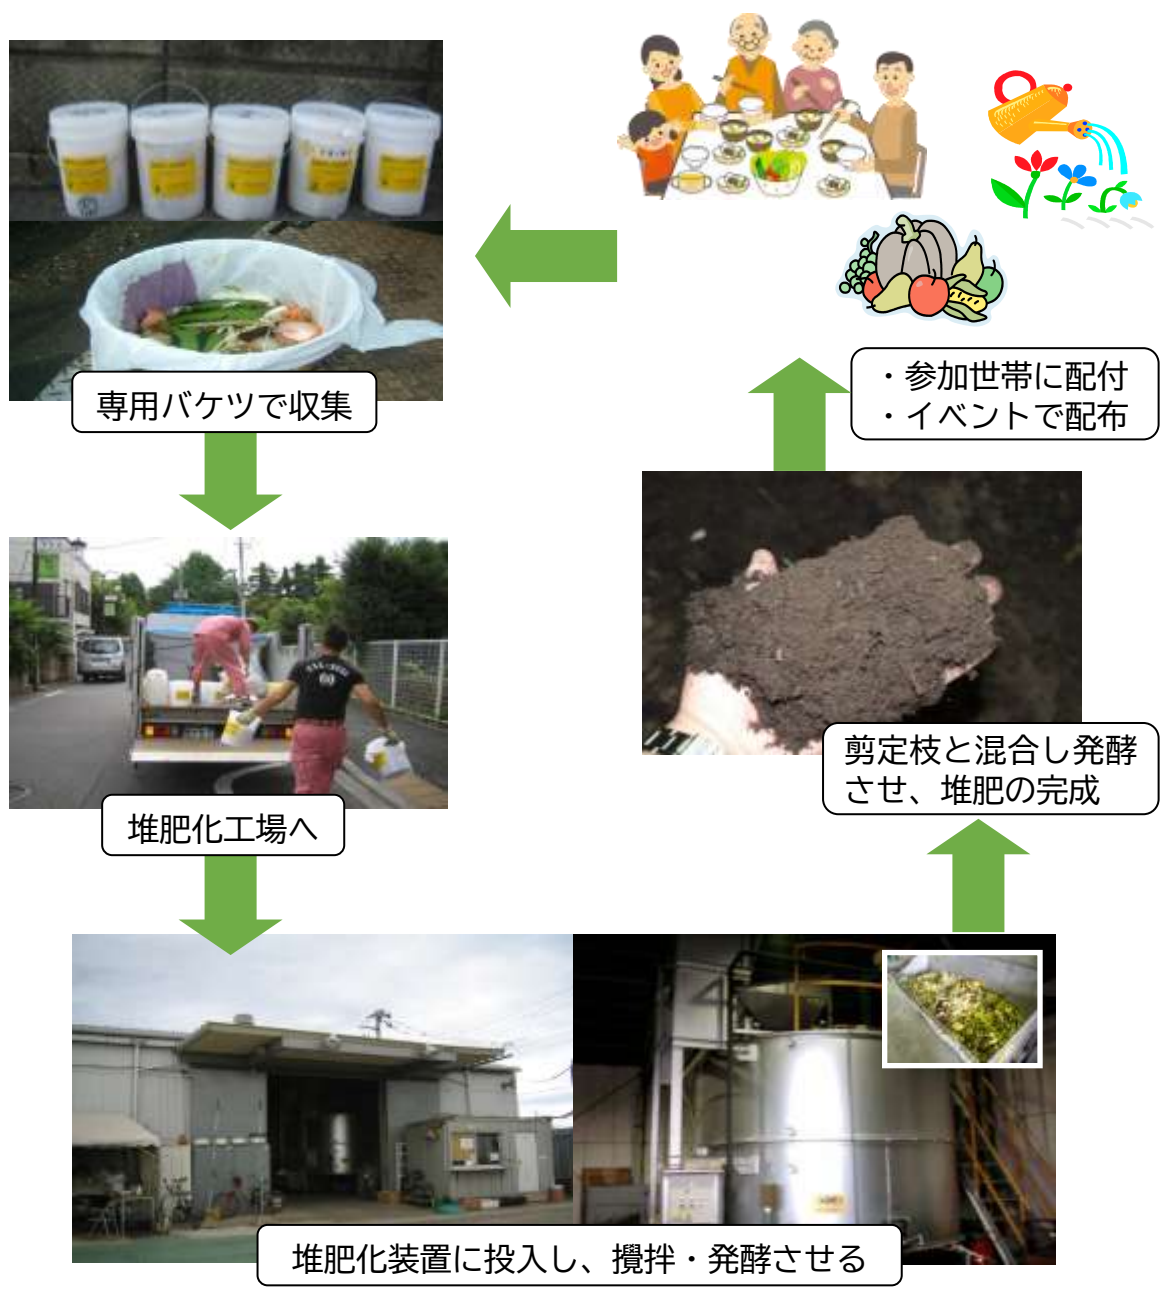 専用バケツで収集
堆肥化工場へ
堆肥化装置に投入し、攪拌・発酵させる
剪定枝と混合し発酵
させ、堆肥の完成
・参加世帯に配付
・イベントで配布